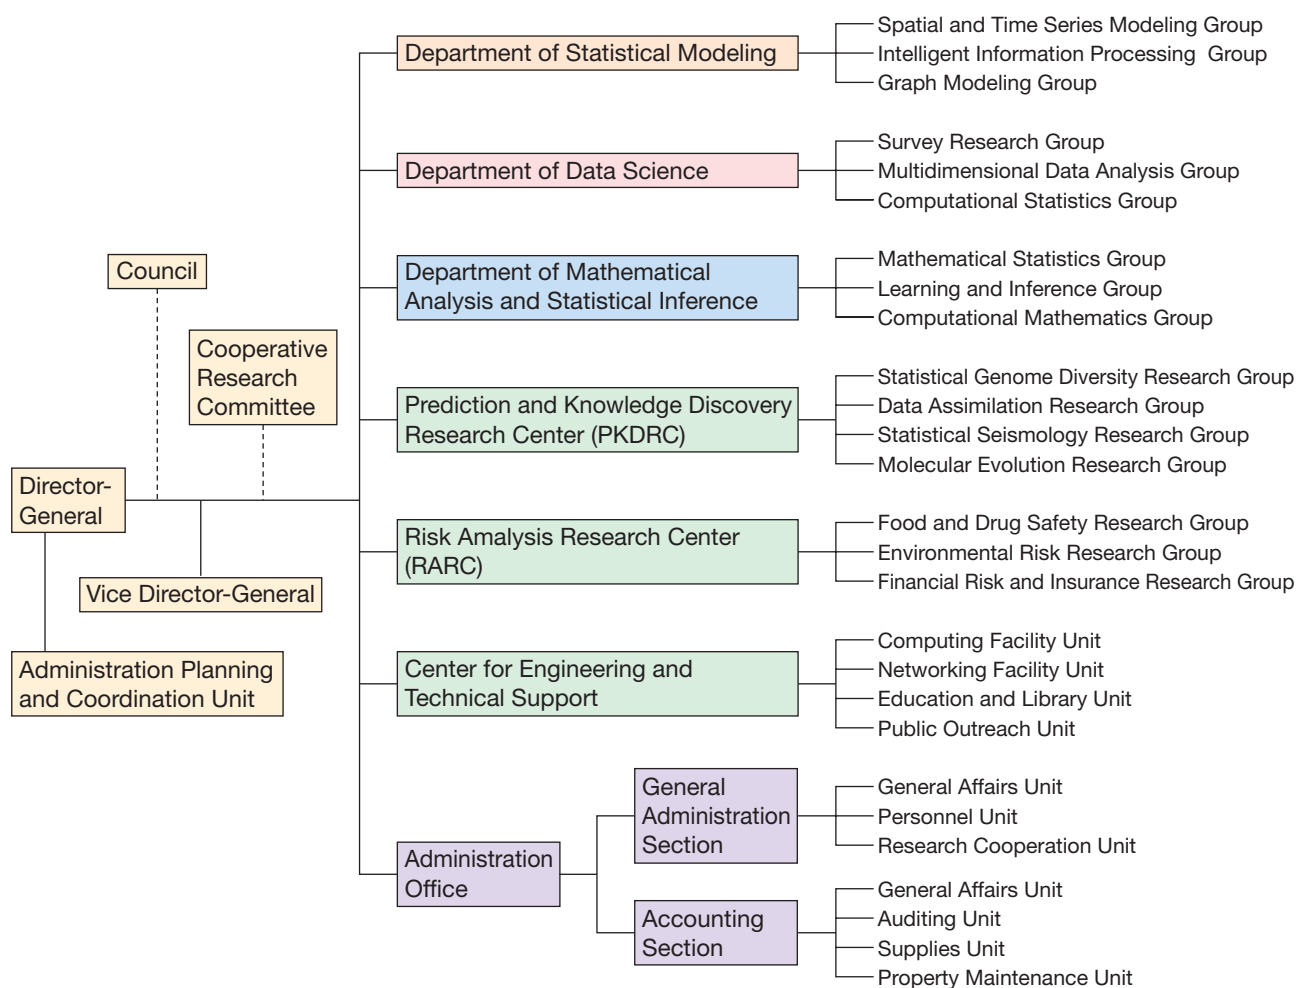 Department of Statistical Modeling
Spatial and Time Series Modeling Group
Intelligent Information Processing  Group
Graph Modeling Group
Department of Data Science
Survey Research Group
Multidimensional Data Analysis Group
Computational Statistics Group
Council
Department of Mathematical
Analysis and Statistical Inference
Mathematical Statistics Group
Learning and Inference Group
Computational Mathematics Group
Cooperative
Research
Committee
Prediction and Knowledge Discovery
Research Center (PKDRC)
Statistical Genome Diversity Research Group
Data Assimilation Research Group
Statistical Seismology Research Group
Molecular Evolution Research Group
Director-
General
Risk Amalysis Research Center
(RARC)
Food and Drug Safety Research Group
Environmental Risk Research Group
Financial Risk and Insurance Research Group
Vice Director-General
Administration Planning
and Coordination Unit
Center for Engineering and
Technical Support
Computing Facility Unit
Networking Facility Unit
Education and Library Unit
Public Outreach Unit
Administration
Office
General
Administration
Section
General Affairs Unit
Personnel Unit
Research Cooperation Unit
Accounting
Section
General Affairs Unit
Auditing Unit
Supplies Unit
Property Maintenance Unit